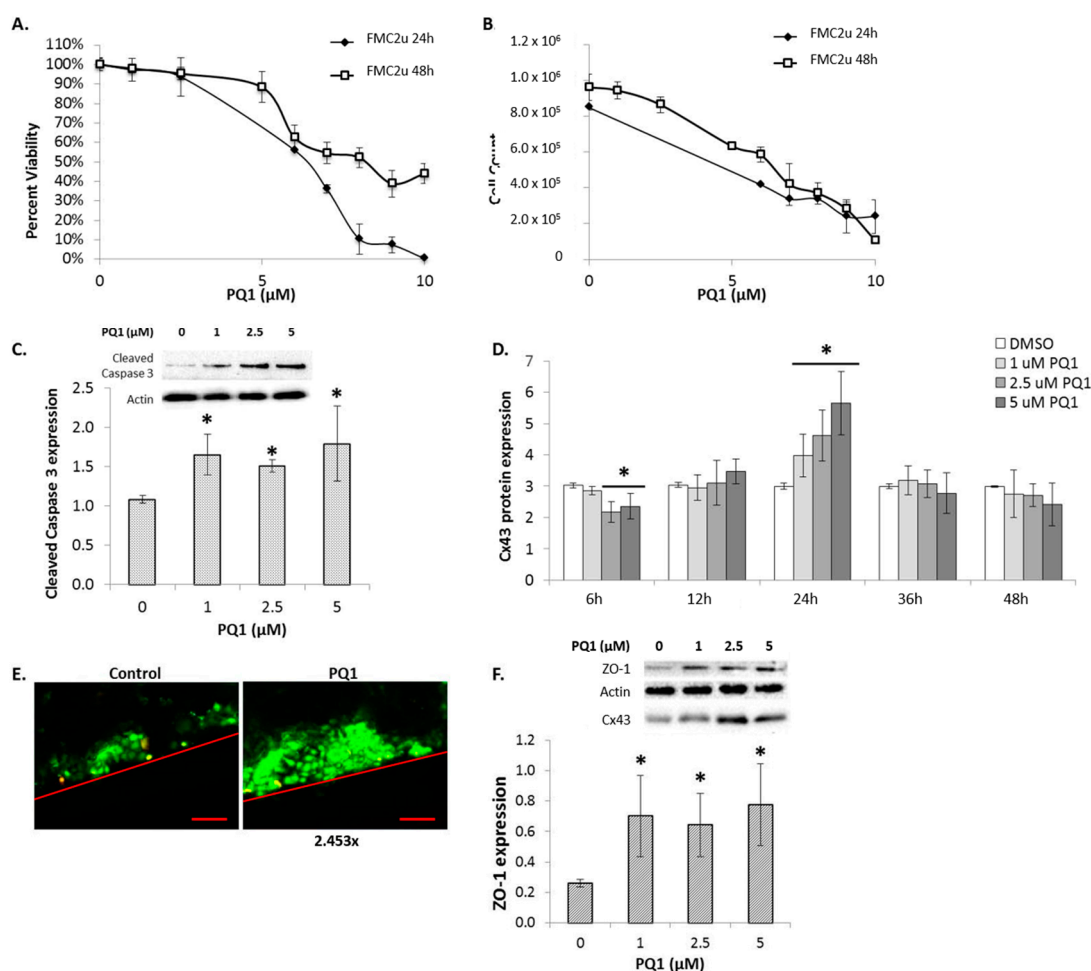 A.
FMC2u 24h
FMC2u 48h
110%
100%
90%
80%
70%
60%
50%
40%
30%
20%
10%
0%
Percent Viability
0 5 10
PQ1 (µM)
B.
FMC2u 24h
FMC2u 48h
1.2 x 10⁶
1.0 x 10⁶
8.0 x 10⁵
6.0 x 10⁵
4.0 x 10⁵
2.0 x 10⁵
0
Cell Count
0 5 10
PQ1 (µM)
C.
PQ1 (µM) 0 1 2.5 5
Cleaved
Caspase 3
Actin
2.5
2.0
1.5
1.0
0.5
0.0
Cleaved Caspase 3 expression
* * *
0 1 2.5 5
PQ1 (µM)
D.
DMSO
1 uM PQ1
2.5 uM PQ1
5 uM PQ1
7
6
5
4
3
2
1
0
Cx43 protein expression
* *
6h 12h 24h 36h 48h
E.
Control PQ1
2.453x
F.
PQ1 (µM) 0 1 2.5 5
ZO-1
Actin
Cx43
1.2
1.0
0.8
0.6
0.4
0.2
0.0
ZO-1 expression
* * *
0 1 2.5 5
PQ1 (µM)